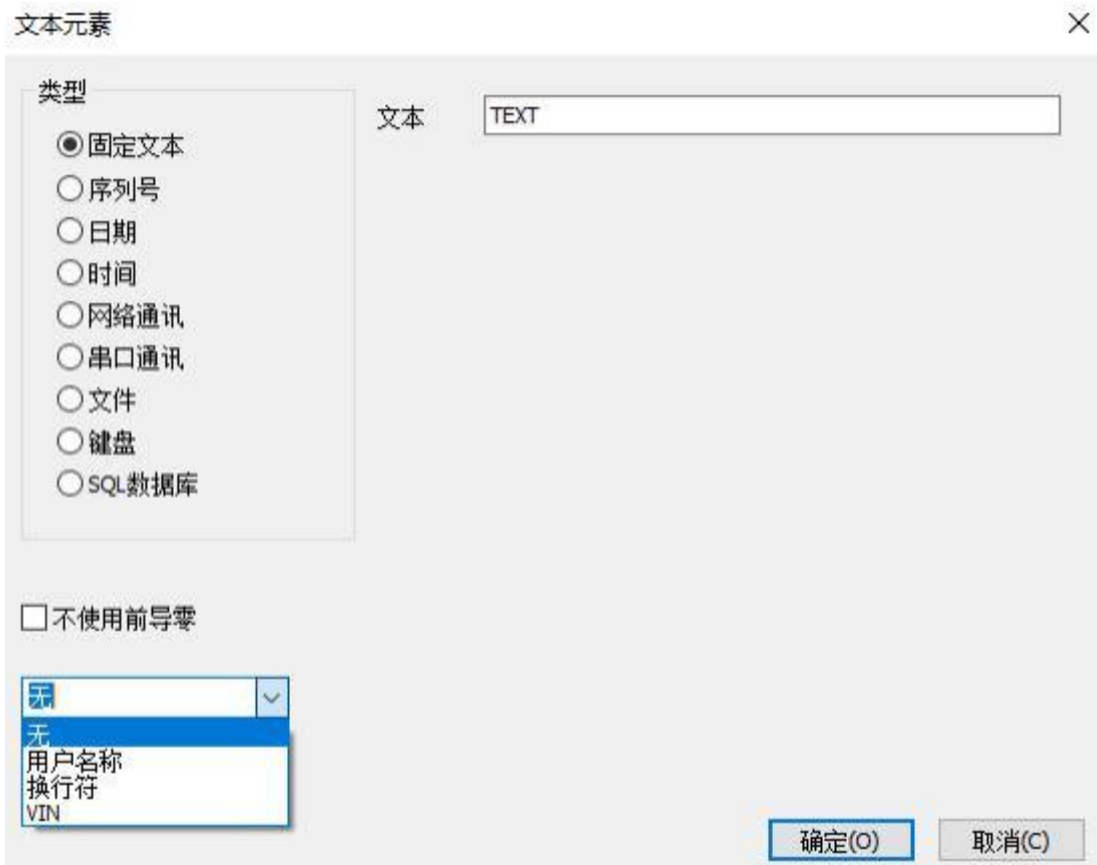 文本元素
类型
固定文本
序列号
日期
时间
网络通讯
串口通讯
文件
键盘
SQL数据库
文本
TEXT
不使用前导零
无
无
用户名称
换行符
VIN
确定(O)
取消(C)